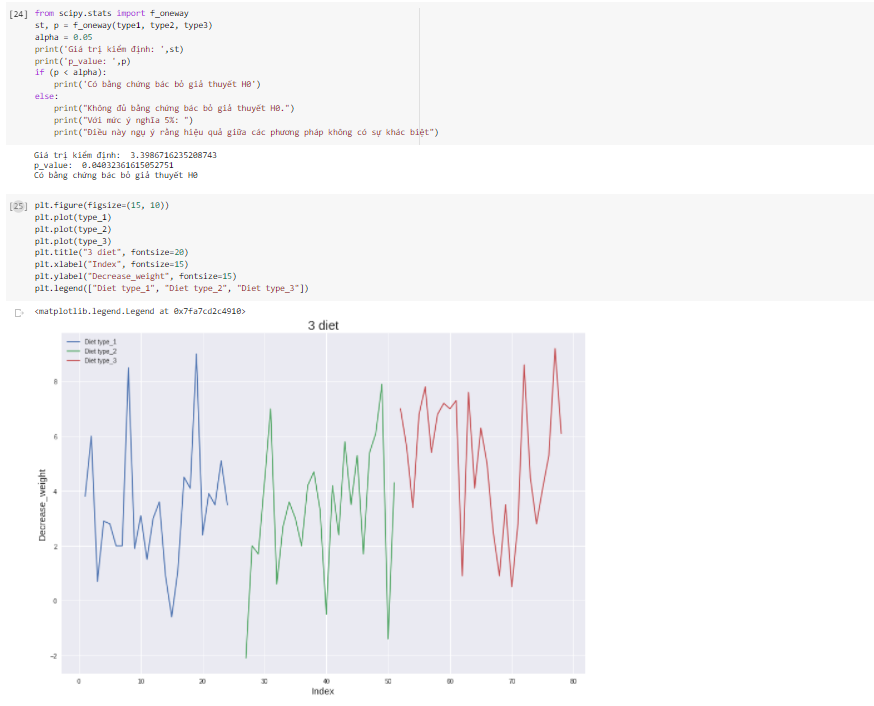 [24] from scipy.stats import f_oneway
st, p = f_oneway(type1, type2, type3)
alpha = 0.05
print('Giá trị kiểm định: ',st)
print('p_value: ',p)
if (p < alpha):
    print('Có bằng chứng bác bỏ giả thuyết H0')
else:
    print("Không đủ bằng chứng bác bỏ giả thuyết H0.")
    print("Với mức ý nghĩa 5%: ")
    print("Điều này ngụ ý rằng hiệu quả giữa các phương pháp không có sự khác biệt")
Giá trị kiểm định:  3.3986716235208743
p_value:  0.04032361615052751
Có bằng chứng bác bỏ giả thuyết H0
[25] plt.figure(figsize=(15, 10))
plt.plot(type_1)
plt.plot(type_2)
plt.plot(type_3)
plt.title("3 diet", fontsize=20)
plt.xlabel("Index", fontsize=15)
plt.ylabel("Decrease_weight", fontsize=15)
plt.legend(["Diet type_1", "Diet type_2", "Diet type_3"])
<matplotlib.legend.Legend at 0x7fa7cd2c4910>
3 diet
Diet type_1
Diet type_2
Diet type_3
8
6
4
2
0
−2
Decrease_weight
0 10 20 30 40 50 60 70 80
Index